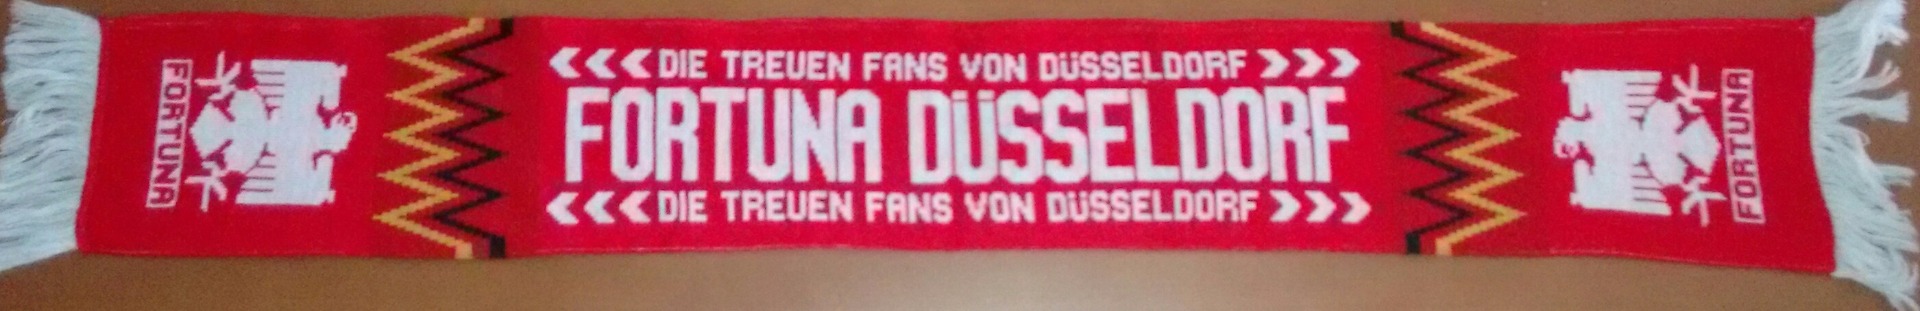 FORTUNA
<<<DIE TREUEN FANS VON DÜSSELDORF>>>
FORTUNA DÜSSELDORF
<<<DIE TREUEN FANS VON DÜSSELDORF>>>
FORTUNA